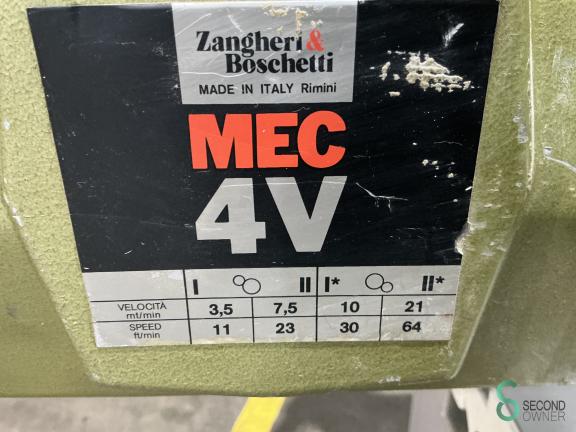 Zangheri &
Boschetti
MADE IN ITALY Rimini
MEC
4V
I II I* II*
VELOCITÀ mt/min 3,5 7,5 10 21
SPEED ft/min 11 23 30 64
SECOND
OWNER